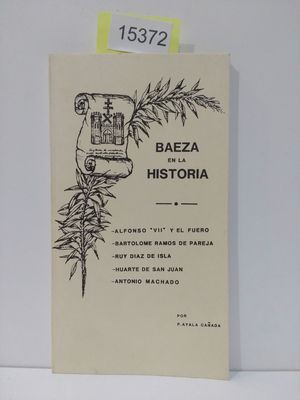 15372
BAEZA
EN LA
HISTORIA
-ALFONSO "VII" Y EL FUERO
-BARTOLOME RAMOS DE PAREJA
-RUY DIAZ DE ISLA
-HUARTE DE SAN JUAN
-ANTONIO MACHADO
POR
F. AYALA CAÑADA